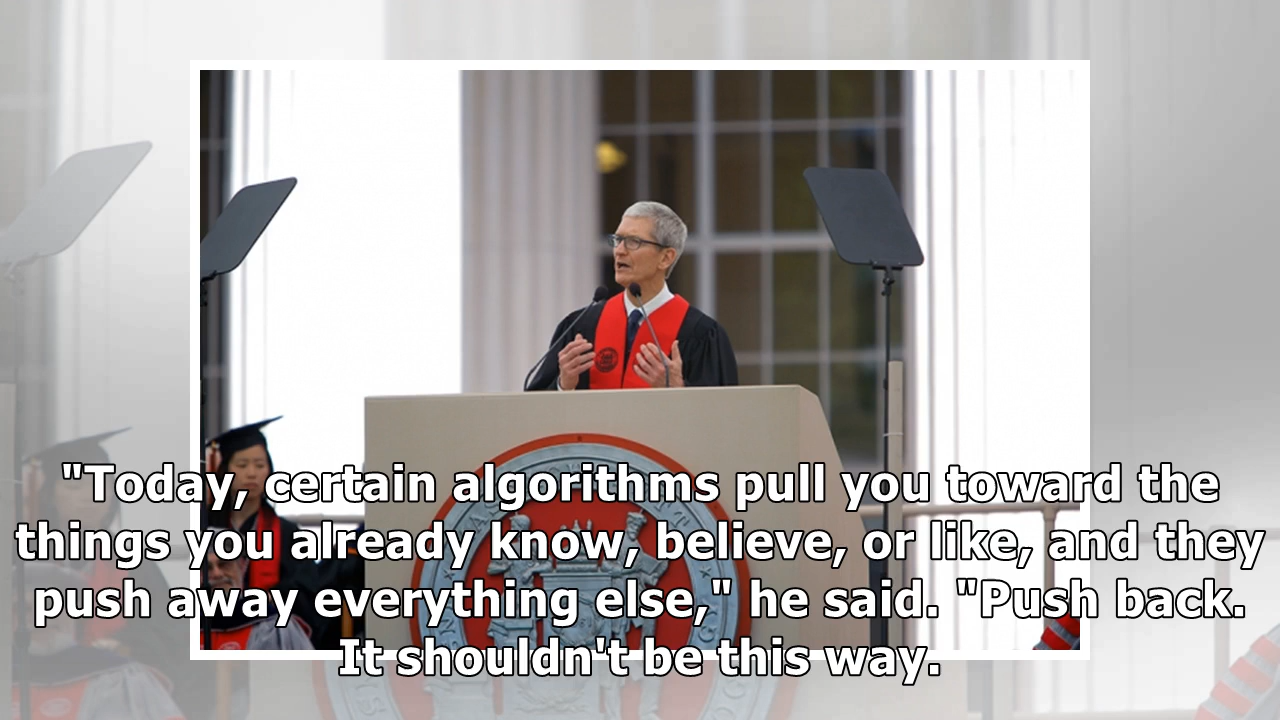 "Today, certain algorithms pull you toward the
things you already know, believe, or like, and they
push away everything else," he said. "Push back.
It shouldn't be this way.